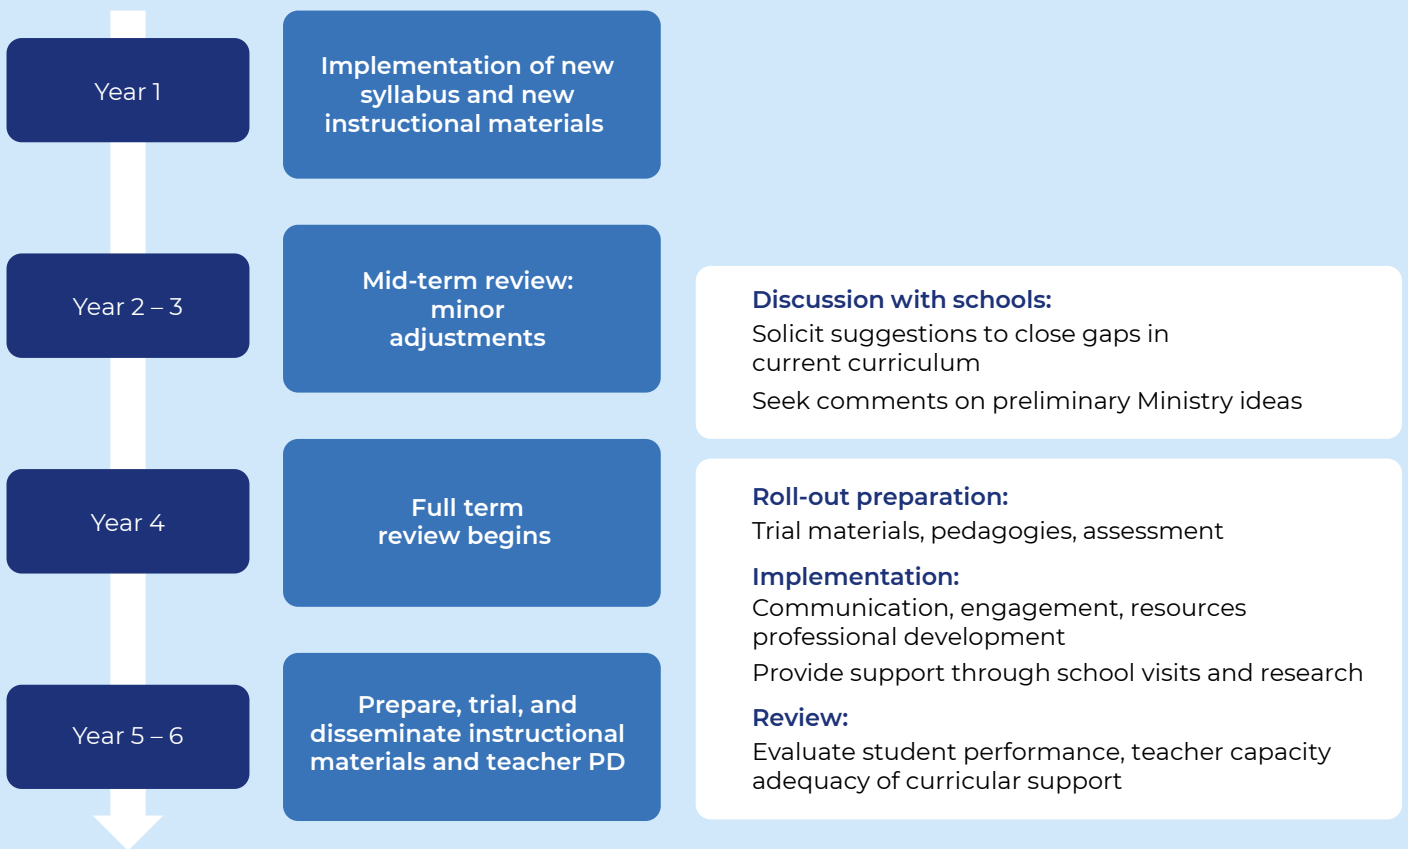 Year 1
Implementation of new
syllabus and new
instructional materials
Year 2 – 3
Mid-term review:
minor
adjustments
Discussion with schools:
Solicit suggestions to close gaps in
current curriculum
Seek comments on preliminary Ministry ideas
Year 4
Full term
review begins
Roll-out preparation:
Trial materials, pedagogies, assessment
Implementation:
Communication, engagement, resources
professional development
Provide support through school visits and research
Review:
Evaluate student performance, teacher capacity
adequacy of curricular support
Year 5 – 6
Prepare, trial, and
disseminate instructional
materials and teacher PD